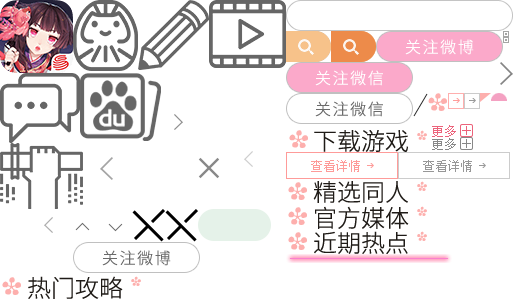 关注微博
关注微信
关注微信
du
更多
下载游戏
更多
查看详情
查看详情
精选同人
官方媒体
近期热点
关注微博
热门攻略